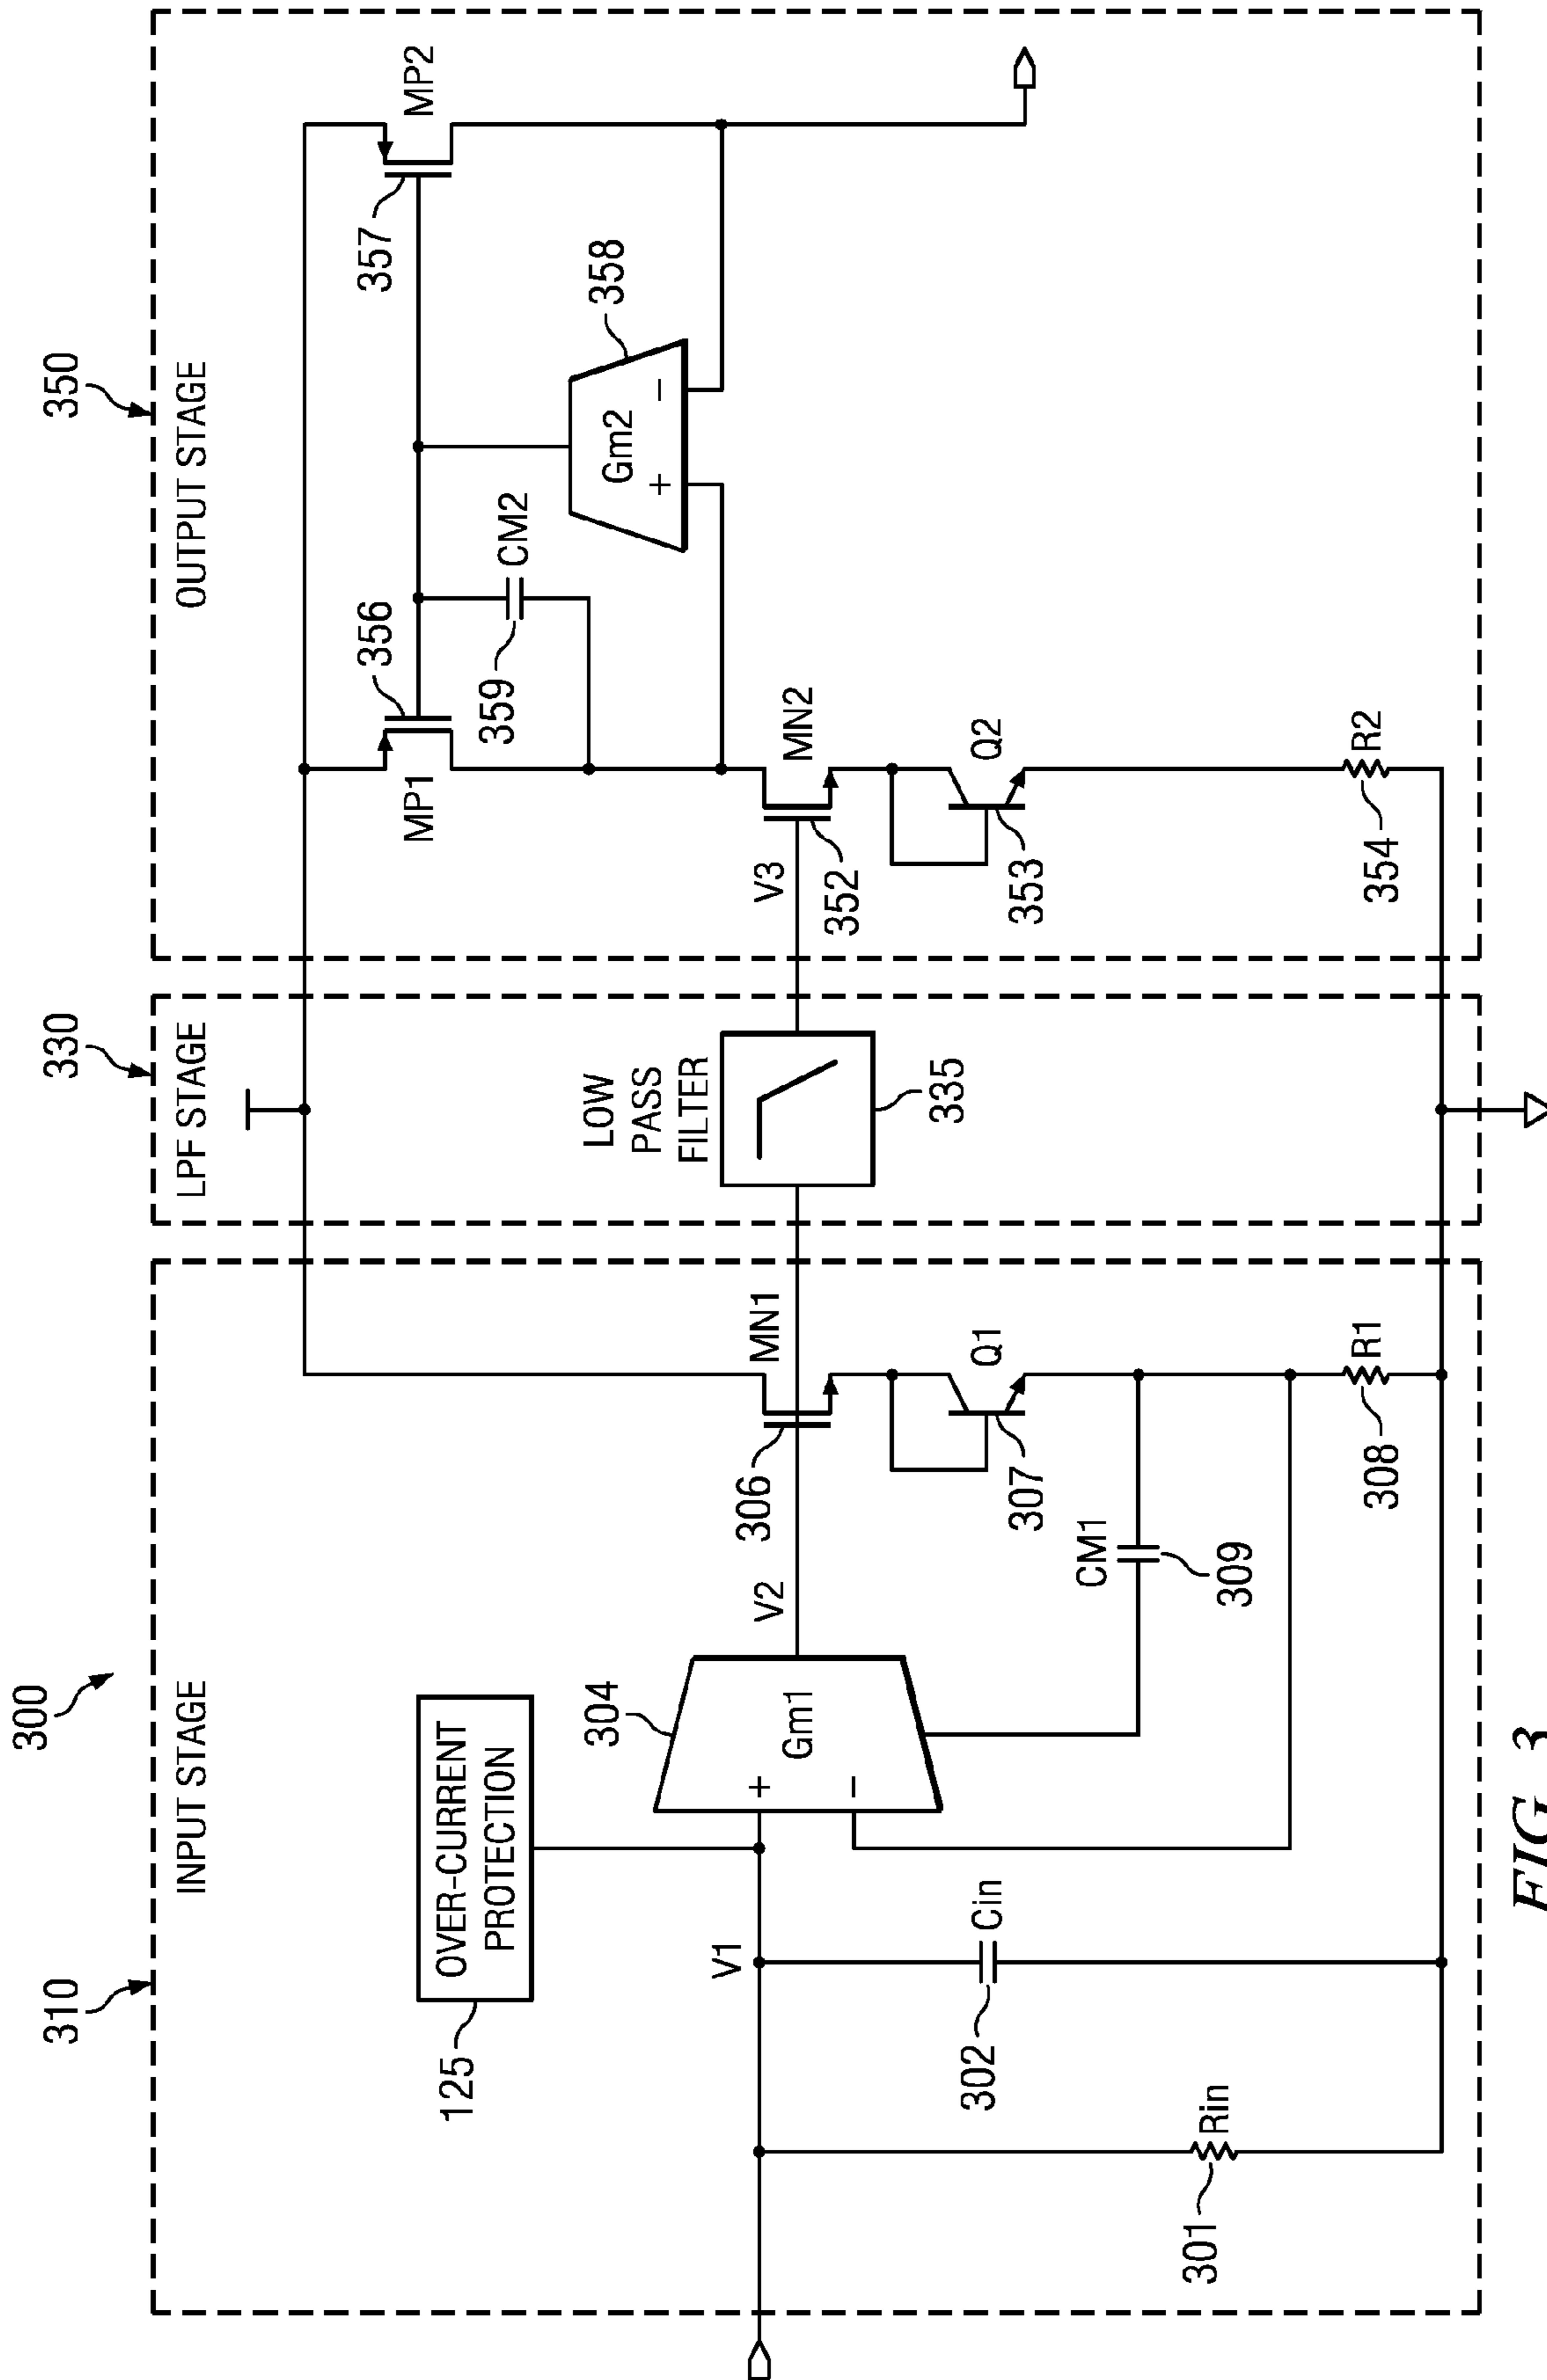 300
310
INPUT STAGE
330
LPF STAGE
350
OUTPUT STAGE
OVER-CURRENT
PROTECTION
125
V1
304
+
−
Gm1
V2
Cin
302
Rin
301
MN1
306
Q1
307
CM1
309
R1
308
LOW
PASS
FILTER
335
V3
MP1
356
359
CM2
MP2
357
358
Gm2
+
−
MN2
352
Q2
353
R2
354
FIG. 3